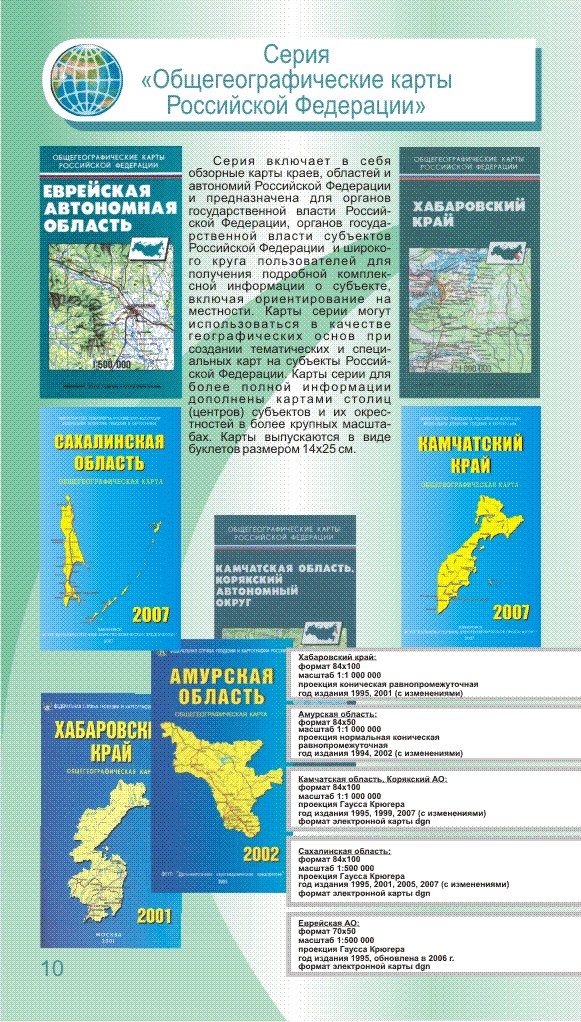 Серия
«Общегеографические карты
Российской Федерации»
ОБЩЕГЕОГРАФИЧЕСКИЕ КАРТЫ
РОССИЙСКОЙ ФЕДЕРАЦИИ
ЕВРЕЙСКАЯ
АВТОНОМНАЯ
ОБЛАСТЬ
1:500 000
Серия включает в себя
обзорные карты краев, областей и
автономий Российской Федерации
и предназначена для органов
государственной власти Россий-
ской Федерации, органов госуда-
рственной власти субъектов
Российской Федерации и широко-
го круга пользователей для
получения подробной комплек-
сной информации о субъекте,
включая ориентирование на
местности. Карты серии могут
использоваться в качестве
географических основ при
создании тематических и специ-
альных карт на субъекты Россий-
ской Федерации. Карты серии для
более полной информации
дополнены картами столиц
(центров) субъектов и их окрес-
тностей в более крупных масшта-
бах. Карты выпускаются в виде
буклетов размером 14х25 см.
ОБЩЕГЕОГРАФИЧЕСКИЕ КАРТЫ
РОССИЙСКОЙ ФЕДЕРАЦИИ
ХАБАРОВСКИЙ
КРАЙ
1:1 000 000
САХАЛИНСКАЯ
ОБЛАСТЬ
ОБЩЕГЕОГРАФИЧЕСКАЯ КАРТА
2007
КАМЧАТСКИЙ
КРАЙ
ОБЩЕГЕОГРАФИЧЕСКАЯ КАРТА
2007
ОБЩЕГЕОГРАФИЧЕСКИЕ КАРТЫ
РОССИЙСКОЙ ФЕДЕРАЦИИ
КАМЧАТСКАЯ ОБЛАСТЬ,
КОРЯКСКИЙ
АВТОНОМНЫЙ
ОКРУГ
АМУРСКАЯ
ОБЛАСТЬ
ОБЩЕГЕОГРАФИЧЕСКАЯ КАРТА
2002
ХАБАРОВСКИ
КРАЙ
ОБЩЕГЕОГРАФИЧЕСКАЯ КАР
2001
МОСКВА
2001
Хабаровский край:
формат 84х100
масштаб 1:1 000 000
проекция коническая равнопромежуточная
год издания 1995, 2001 (с изменениями)
Амурская область:
формат 84х50
масштаб 1:1 000 000
проекция нормальная коническая
равнопромежуточная
год издания 1994, 2002 (с изменениями)
Камчатская область, Корякский АО:
формат 84х100
масштаб 1:1 000 000
проекция Гаусса Крюгера
год издания 1995, 1999, 2007 (с изменениями)
формат электронной карты dgn
Сахалинская область:
формат 84х100
масштаб 1:500 000
проекция Гаусса Крюгера
год издания 1995, 2001, 2005, 2007 (с изменениями)
формат электронной карты dgn
Еврейская АО:
формат 70х50
масштаб 1:500 000
проекция Гаусса Крюгера
год издания 1995, обновлена в 2006 г.
формат электронной карты dgn
10